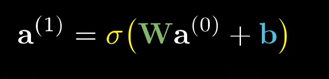 a⁽¹⁾ = σ(Wa⁽⁰⁾ + b)